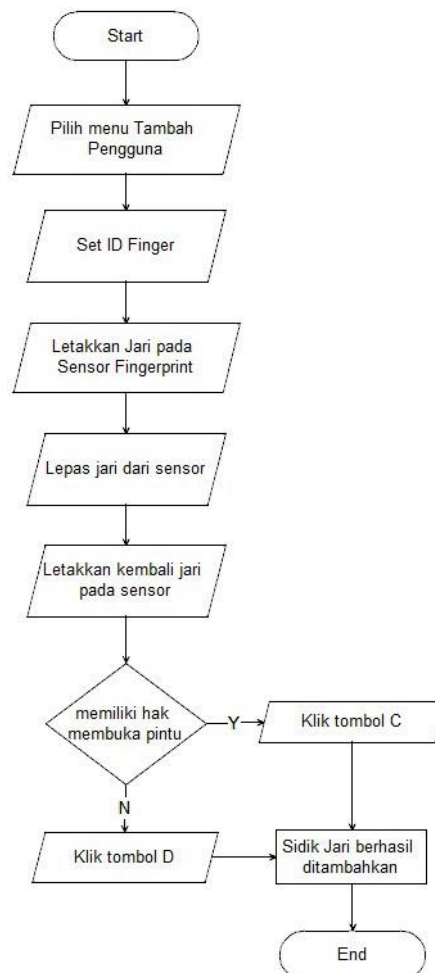 Start
Pilih menu Tambah
Pengguna
Set ID Finger
Letakkan Jari pada
Sensor Fingerprint
Lepas jari dari sensor
Letakkan kembali jari
pada sensor
memiliki hak
membuka pintu
Y
Klik tombol C
N
Klik tombol D
Sidik Jari berhasil
ditambahkan
End